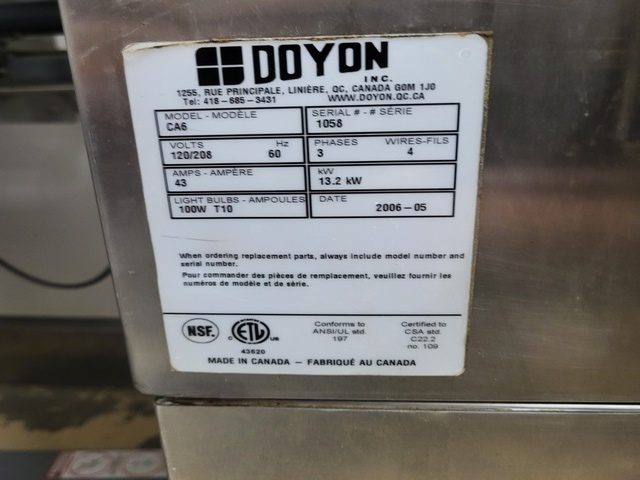 DOYON
INC.
1255, RUE PRINCIPALE, LINIÈRE, QC, CANADA G0M 1J0
Tel: 418-685-3431 WWW.DOYON.QC.CA
MODEL - MODÈLE SERIAL # - # SÉRIE
CA6 1058
VOLTS Hz PHASES WIRES-FILS
120/208 60 3 4
AMPS - AMPÈRE kW
43 13.2 kW
LIGHT BULBS - AMPOULES DATE
100W T10 2006-05
When ordering replacement parts, always include model number and
serial number.
Pour commander des pièces de remplacement, veuillez fournir les
numéros de modèle et de série.
NSF. C ETL US Conforms to Certified to
ANSI/UL std. CSA std.
197 C22.2
43620 no. 109
MADE IN CANADA - FABRIQUÉ AU CANADA